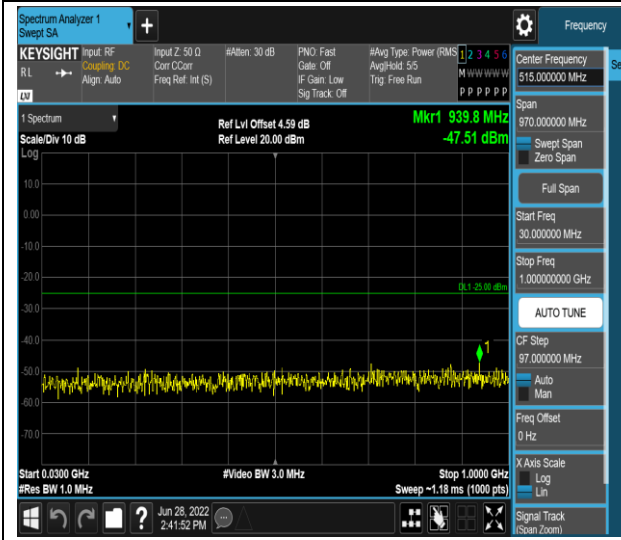 Spectrum Analyzer 1
Swept SA
+
Frequency
KEYSIGHT
RL
LXI
Input: RF
Coupling: DC
Align: Auto
Input Z: 50 Ω
Corr CCorr
Freq Ref: Int (S)
#Atten: 30 dB
PNO: Fast
Gate: Off
IF Gain: Low
Sig Track: Off
#Avg Type: Power (RMS
Avg|Hold: 5/5
Trig: Free Run
1 2 3 4 5 6
M W W W W W
P P P P P P
1 Spectrum
Scale/Div 10 dB
Ref Lvl Offset 4.59 dB
Ref Level 20.00 dBm
Mkr1 939.8 MHz
-47.51 dBm
Log
10.0
0.00
-10.0
-20.0
DL1 -25.00 dBm
-30.0
-40.0
1
-50.0
-60.0
-70.0
Start 0.0300 GHz
#Res BW 1.0 MHz
#Video BW 3.0 MHz
Stop 1.0000 GHz
Sweep ~1.18 ms (1000 pts)
?
Jun 28, 2022
2:41:52 PM
Center Frequency
515.000000 MHz
Se
Span
970.000000 MHz
Swept Span
Zero Span
Full Span
Start Freq
30.000000 MHz
Stop Freq
1.000000000 GHz
AUTO TUNE
CF Step
97.000000 MHz
Auto
Man
Freq Offset
0 Hz
X Axis Scale
Log
Lin
Signal Track
(Span Zoom)